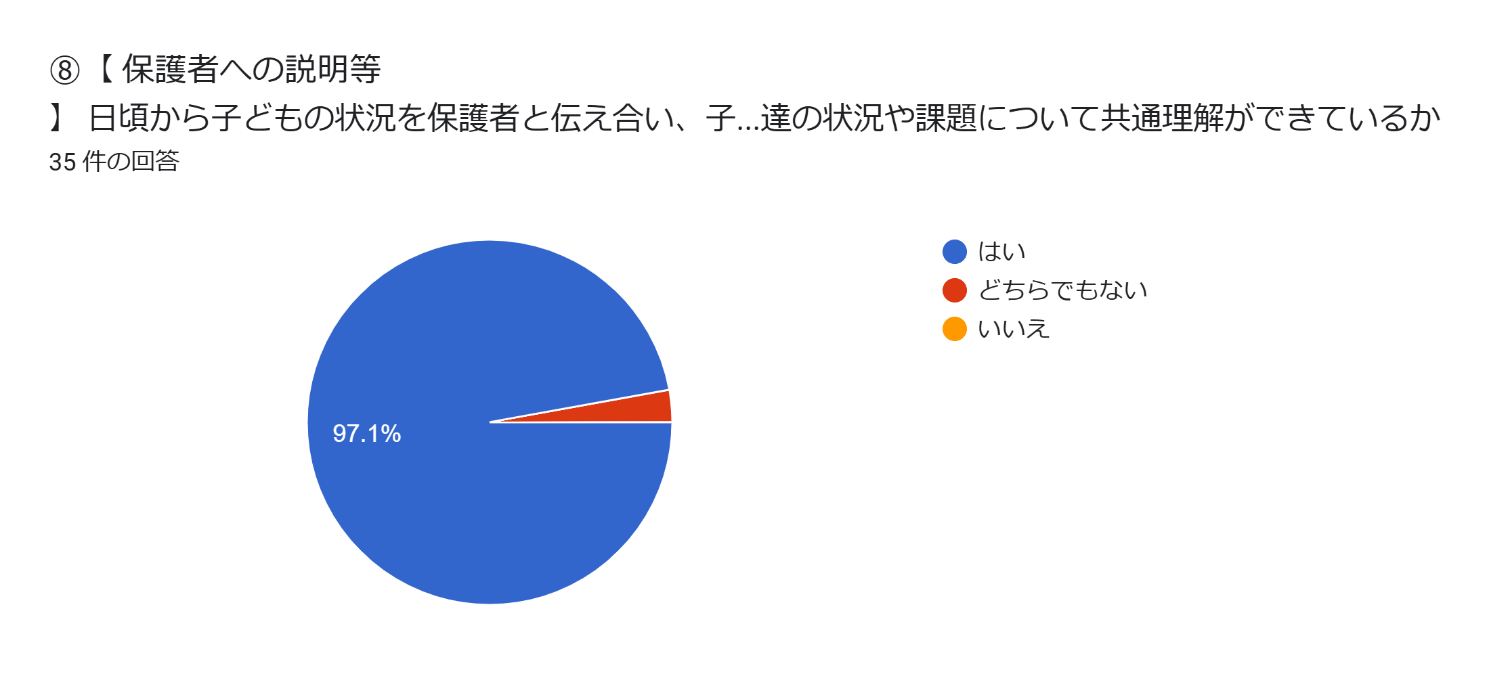 ⑧【 保護者への説明等
】 日頃から子どもの状況を保護者と伝え合い、子...達の状況や課題について共通理解ができているか
35 件の回答
はい
どちらでもない
いいえ
97.1%